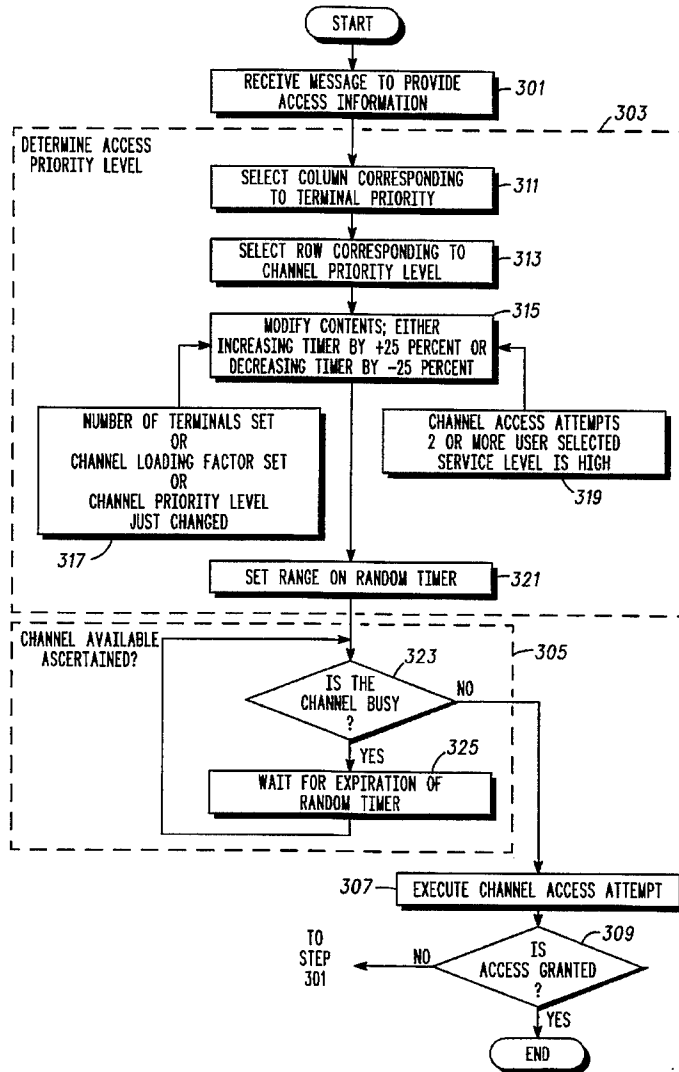 START
RECEIVE MESSAGE TO PROVIDE
ACCESS INFORMATION
301
303
DETERMINE ACCESS
PRIORITY LEVEL
SELECT COLUMN CORRESPONDING
TO TERMINAL PRIORITY
311
SELECT ROW CORRESPONDING TO
CHANNEL PRIORITY LEVEL
313
315
MODIFY CONTENTS; EITHER
INCREASING TIMER BY +25 PERCENT OR
DECREASING TIMER BY -25 PERCENT
NUMBER OF TERMINALS SET
OR
CHANNEL LOADING FACTOR SET
OR
CHANNEL PRIORITY LEVEL
JUST CHANGED
317
CHANNEL ACCESS ATTEMPTS
2 OR MORE USER SELECTED
SERVICE LEVEL IS HIGH
319
SET RANGE ON RANDOM TIMER
321
CHANNEL AVAILABLE
ASCERTAINED?
305
323
IS THE
CHANNEL BUSY
?
NO
YES
325
WAIT FOR EXPIRATION OF
RANDOM TIMER
307
EXECUTE CHANNEL ACCESS ATTEMPT
309
IS
ACCESS GRANTED
?
NO
TO
STEP
301
YES
END